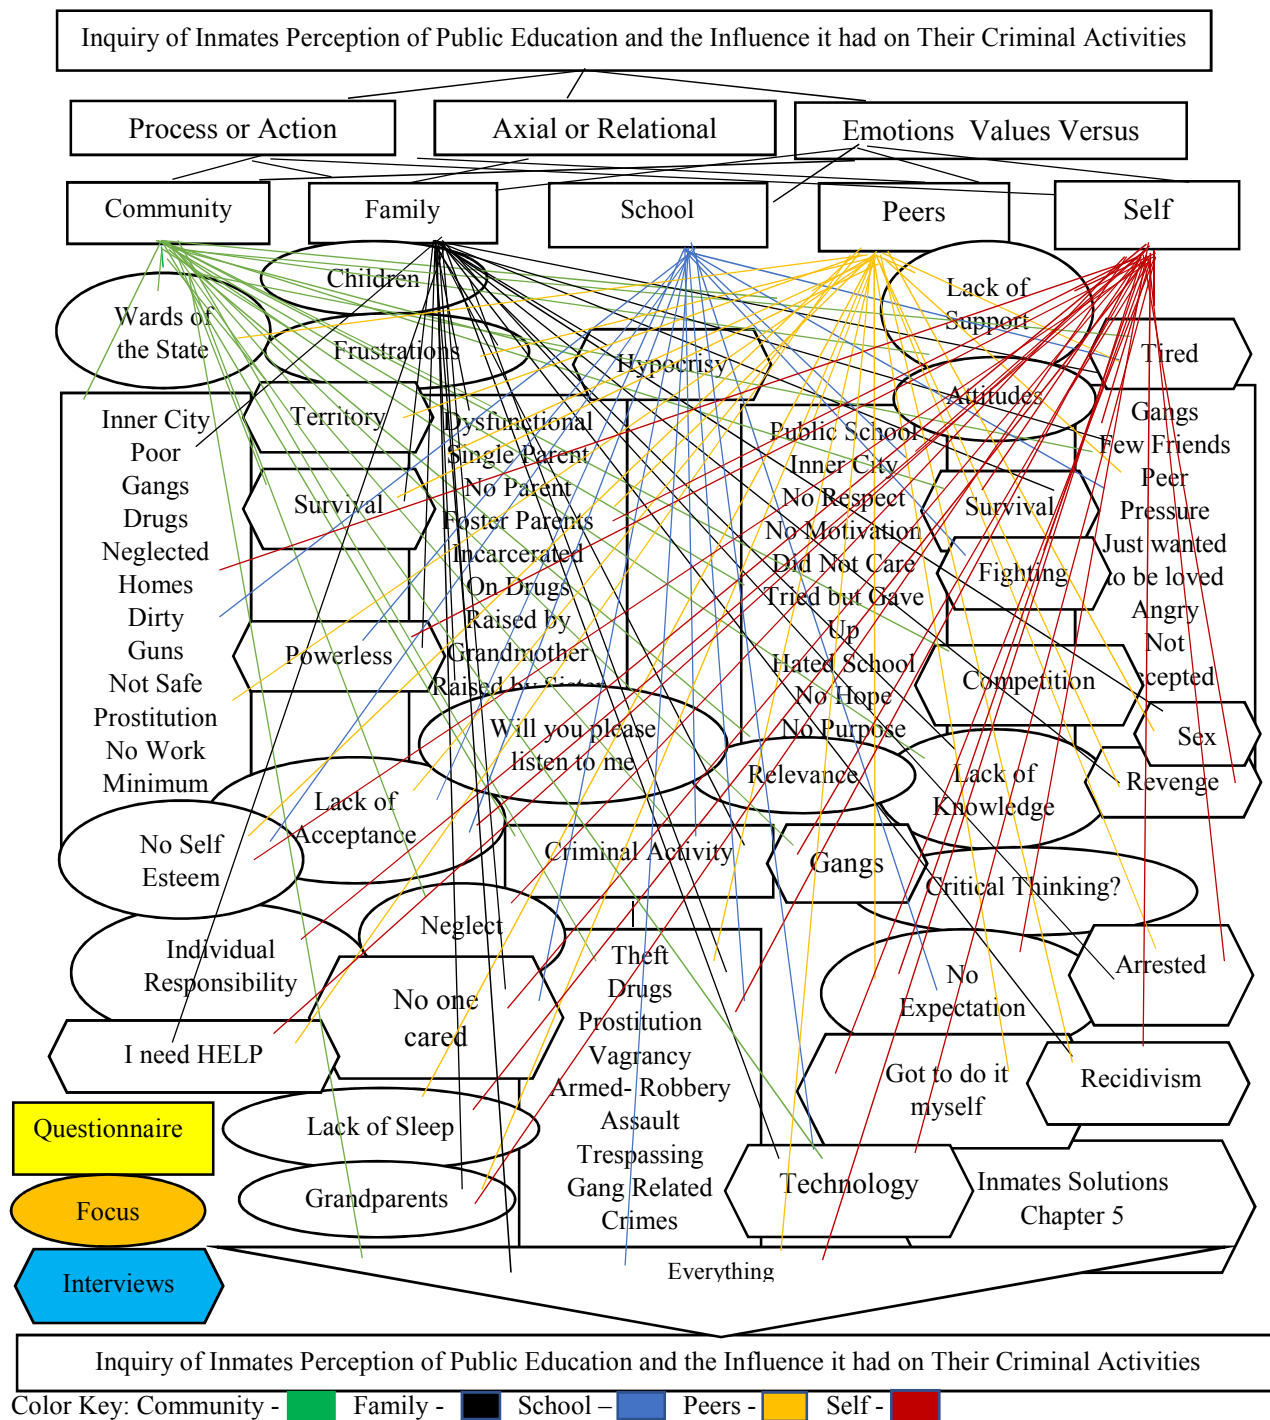 Inquiry of Inmates Perception of Public Education and the Influence it had on Their Criminal Activities
Process or Action
Axial or Relational
Emotions Values Versus
Community
Family
School
Peers
Self
Children
Wards of
the State
Frustrations
Hypocrisy
Lack of
Support
Tired
Attitudes
Territory
Survival
Powerless
Inner City
Poor
Gangs
Drugs
Neglected
Homes
Dirty
Guns
Not Safe
Prostitution
No Work
Minimum
Dysfunctional
Single Parent
No Parent
Foster Parents
Incarcerated
On Drugs
Raised by
Grandmother
Raised by Sister
Public School
Inner City
No Respect
No Motivation
Did Not Care
Tried but Gave
Up
Hated School
No Hope
No Purpose
Survival
Fighting
Competition
Gangs
Few Friends
Peer
Pressure
Just wanted
to be loved
Angry
Not
ccepted
Sex
Revenge
Will you please
listen to me
Relevance
Lack of
Knowledge
Lack of
Acceptance
No Self
Esteem
Criminal Activity
Gangs
Critical Thinking?
Neglect
Individual
Responsibility
No one
cared
Theft
Drugs
Prostitution
Vagrancy
Armed- Robbery
Assault
Trespassing
Gang Related
Crimes
No
Expectation
Arrested
I need HELP
Got to do it
myself
Recidivism
Lack of Sleep
Grandparents
Technology
Inmates Solutions
Chapter 5
Questionnaire
Focus
Interviews
Everything
Inquiry of Inmates Perception of Public Education and the Influence it had on Their Criminal Activities
Color Key: Community - Family - School – Peers - Self -